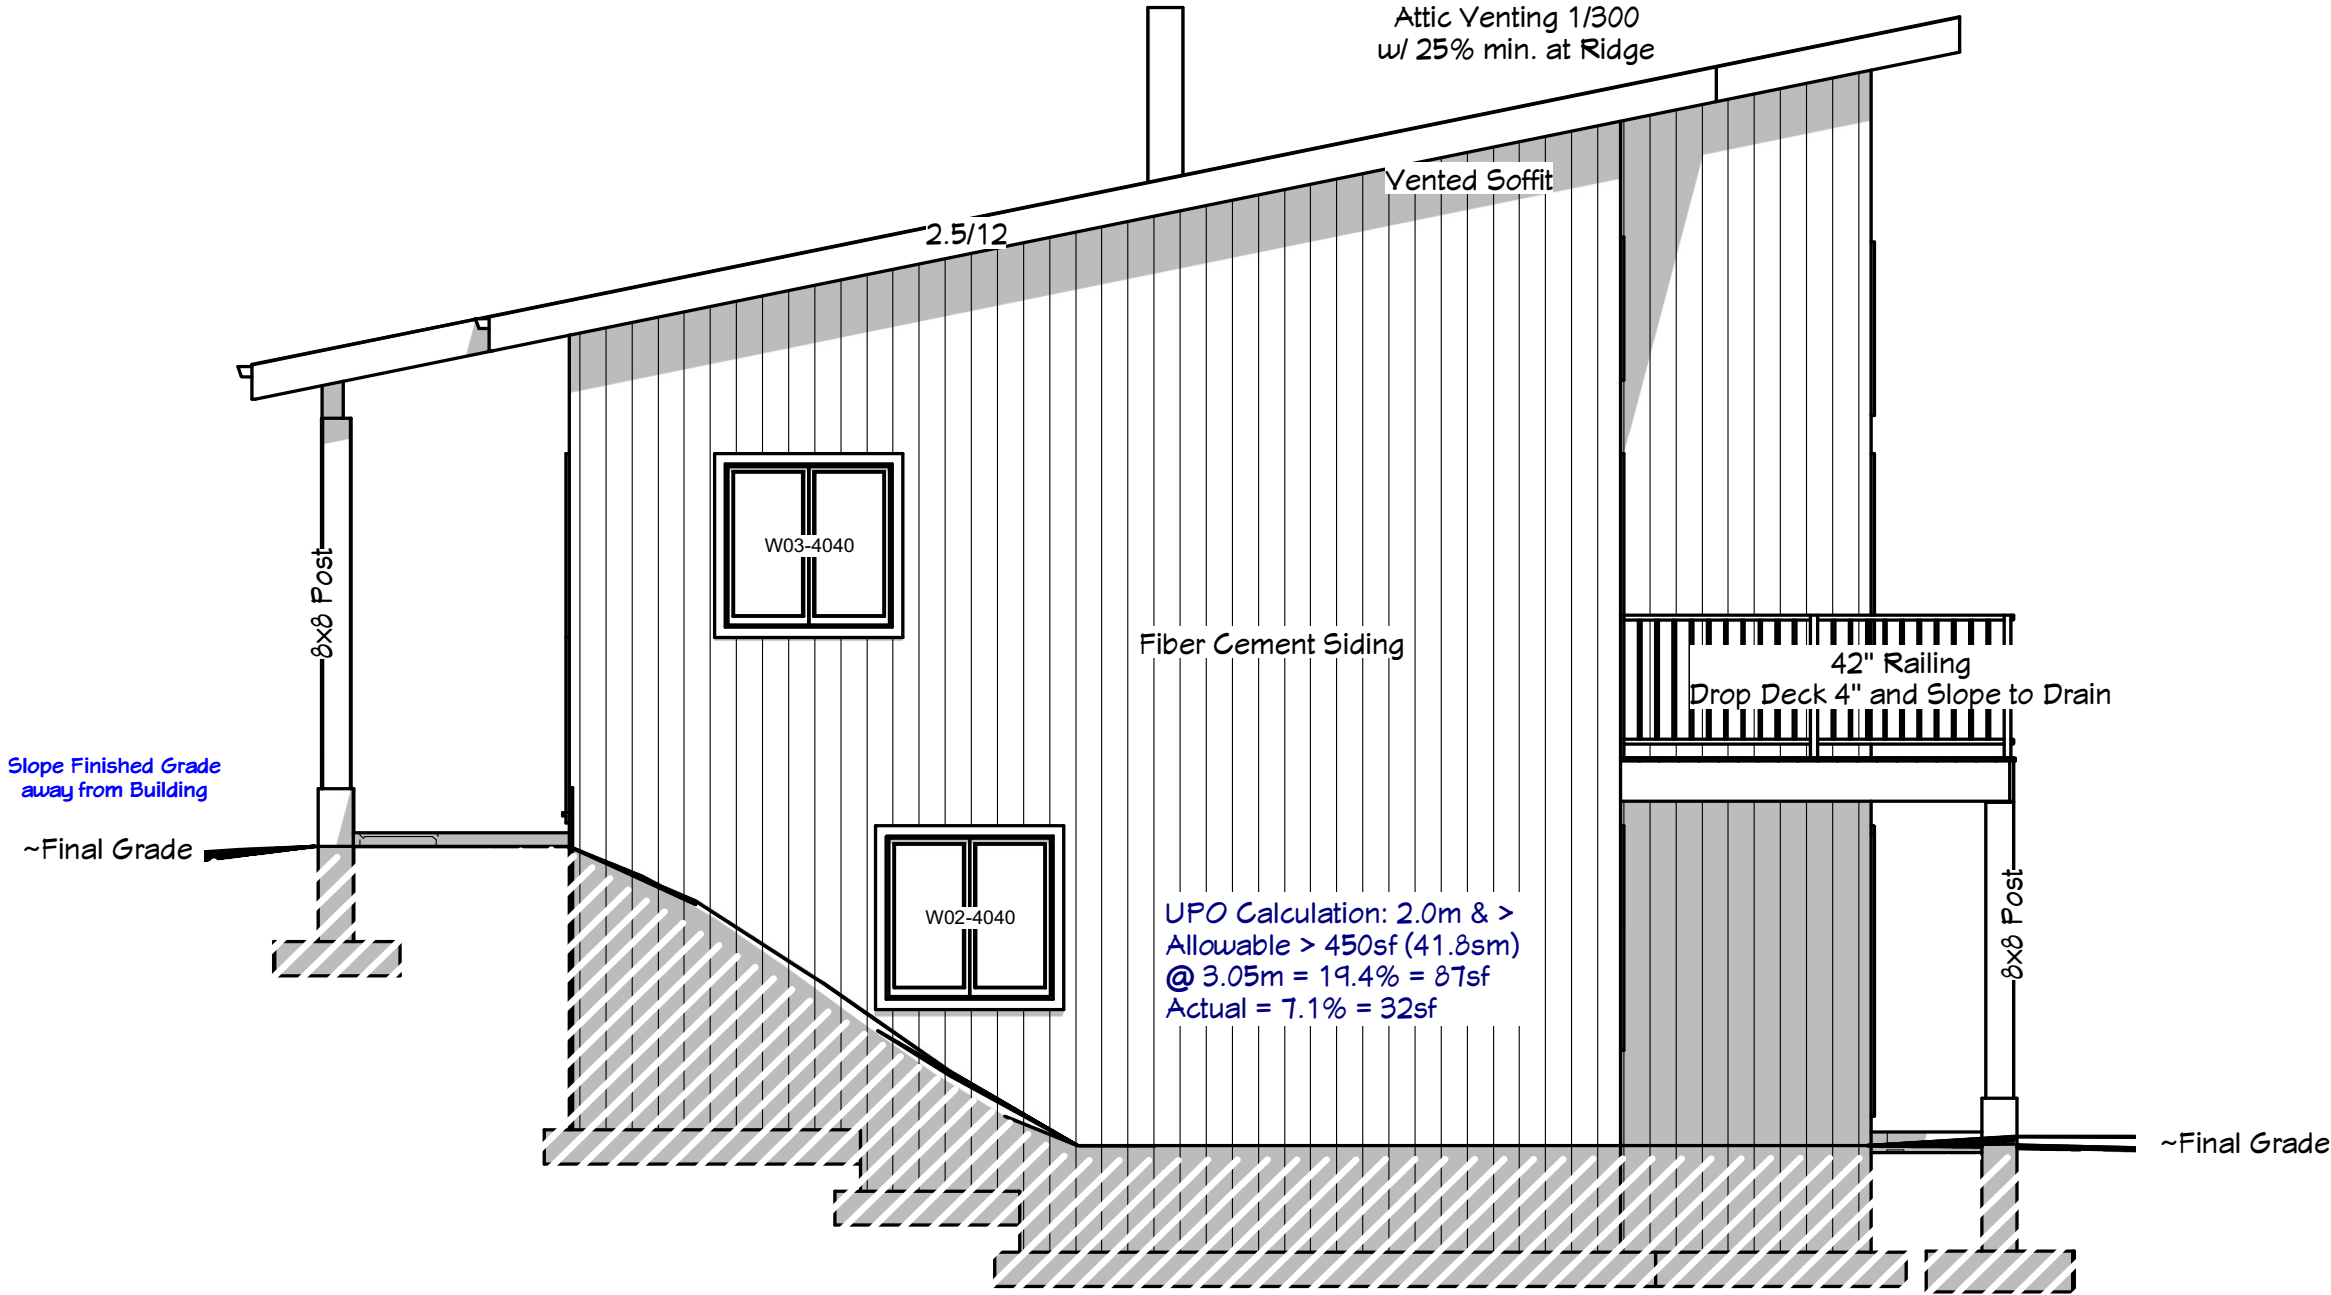 Attic Venting 1/300
w/ 25% min. at Ridge
Vented Soffit
2.5/12
W03-4040
8x8 Post
Fiber Cement Siding
42" Railing
Drop Deck 4" and Slope to Drain
Slope Finished Grade
away from Building
~Final Grade
W02-4040
UPO Calculation: 2.0m & >
Allowable > 450sf (41.8sm)
@ 3.05m = 19.4% = 87sf
Actual = 7.1% = 32sf
8x8 Post
~Final Grade